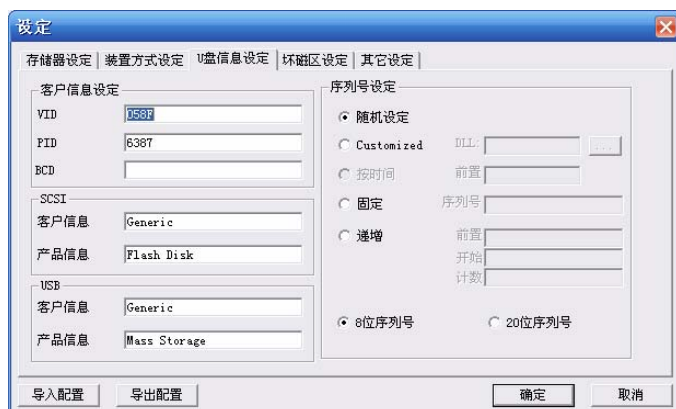 设定
存储器设定 装置方式设定 U盘信息设定 坏磁区设定 其它设定
客户信息设定
VID 058F
PID 6387
BCD
SCSI
客户信息 Generic
产品信息 Flash Disk
USB
客户信息 Generic
产品信息 Mass Storage
序列号设定
随机设定
Customized DLL: ...
按时间 前置
固定 序列号
递增 前置
开始
计数
8位序列号 20位序列号
导入配置 导出配置 确定 取消